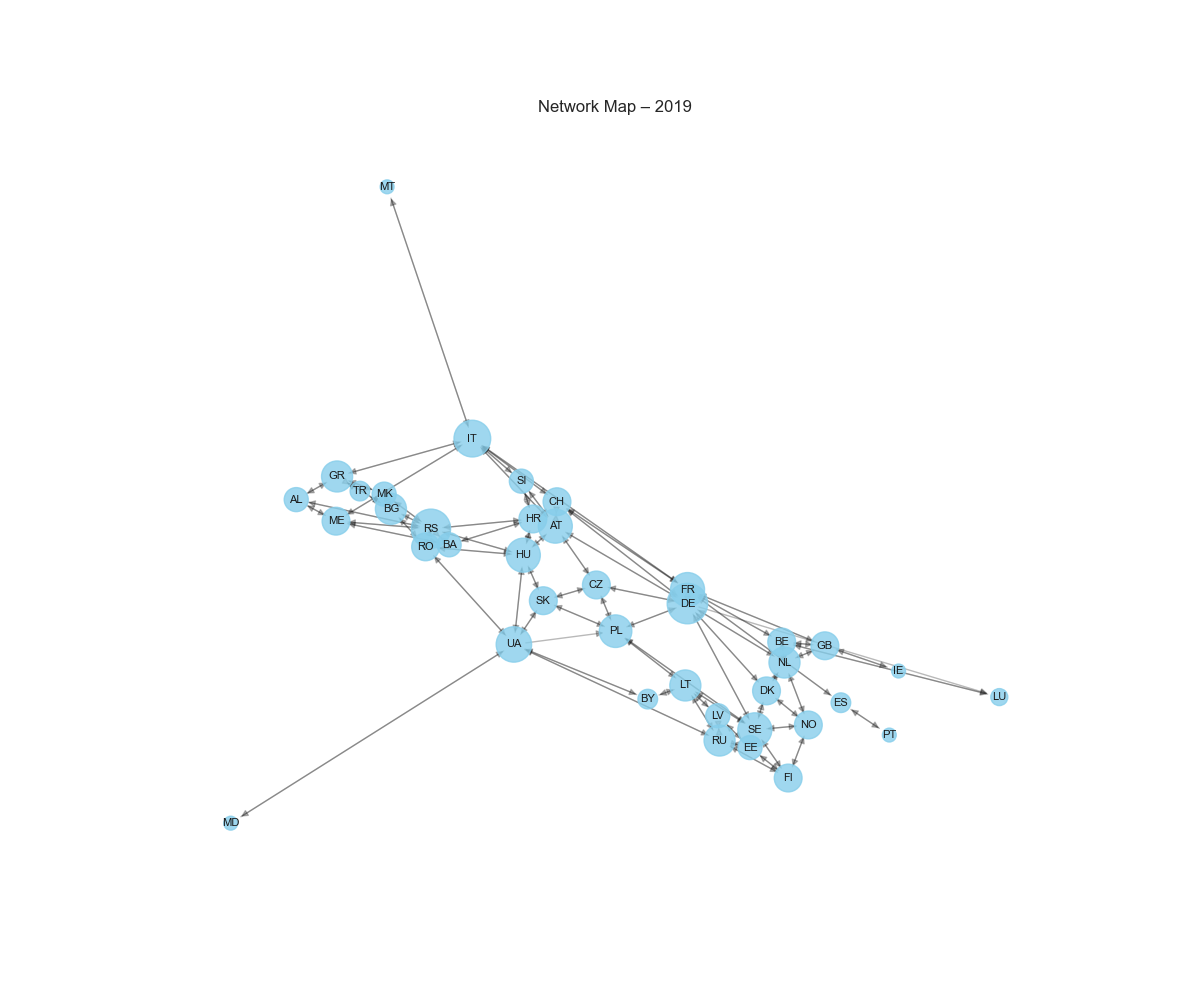 Network Map – 2019
MT
IT
GR
SI
TR
MK
AL
CH
BG
ME
HR
RS
AT
RO
BA
HU
CZ
FR
SK
DE
PL
UA
BE
GB
NL
IE
LT
DK
BY
LU
ES
LV
NO
SE
PT
RU
EE
FI
MD